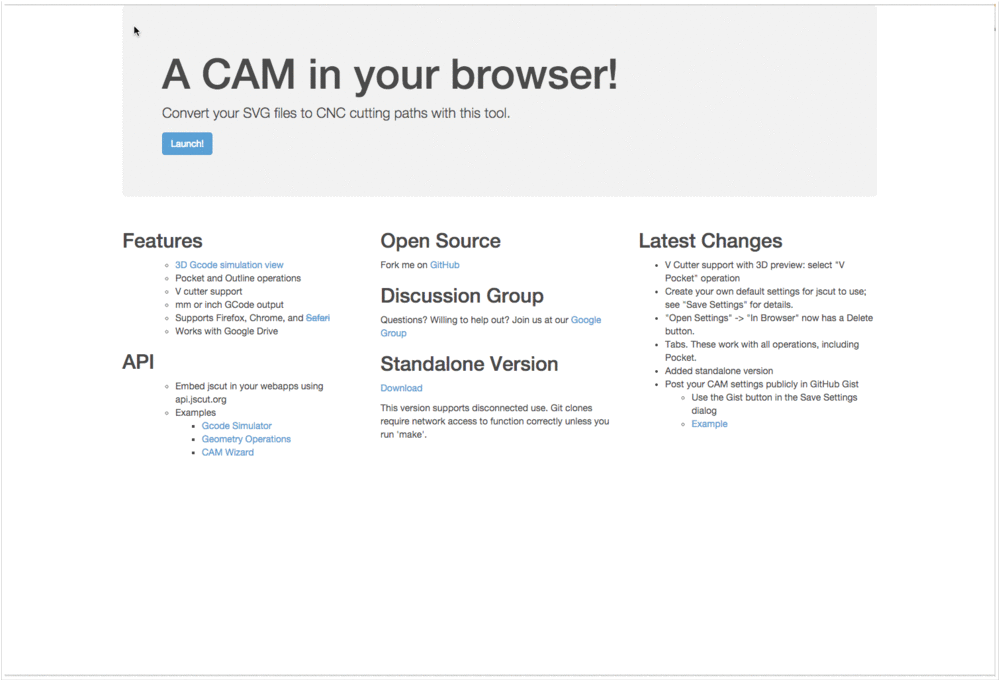 A CAM in your browser!
Convert your SVG files to CNC cutting paths with this tool.
Launch!
Features
3D Gcode simulation view
Pocket and Outline operations
V cutter support
mm or inch GCode output
Supports Firefox, Chrome, and Safari
Works with Google Drive
API
Embed jscut in your webapps using
api.jscut.org
Examples
Gcode Simulator
Geometry Operations
CAM Wizard
Open Source
Fork me on GitHub
Discussion Group
Questions? Willing to help out? Join us at our Google
Group
Standalone Version
Download
This version supports disconnected use. Git clones
require network access to function correctly unless you
run 'make'.
Latest Changes
V Cutter support with 3D preview: select "V
Pocket" operation
Create your own default settings for jscut to use;
see "Save Settings" for details.
"Open Settings" -> "In Browser" now has a Delete
button.
Tabs. These work with all operations, including
Pocket.
Added standalone version
Post your CAM settings publicly in GitHub Gist
Use the Gist button in the Save Settings
dialog
Example